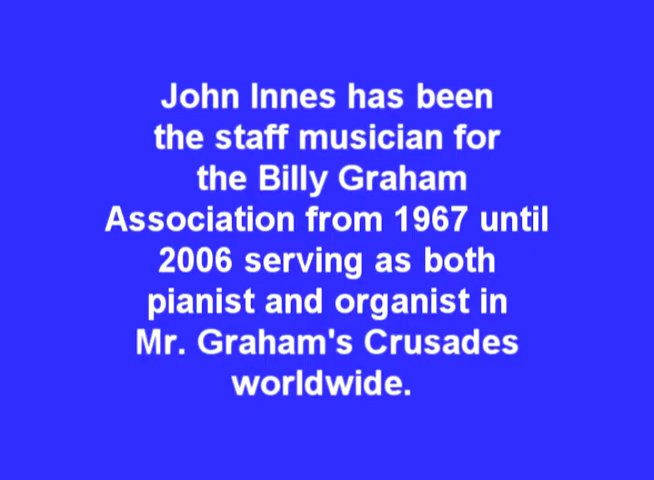 John Innes has been
the staff musician for
the Billy Graham
Association from 1967 until
2006 serving as both
pianist and organist in
Mr. Graham's Crusades
worldwide.